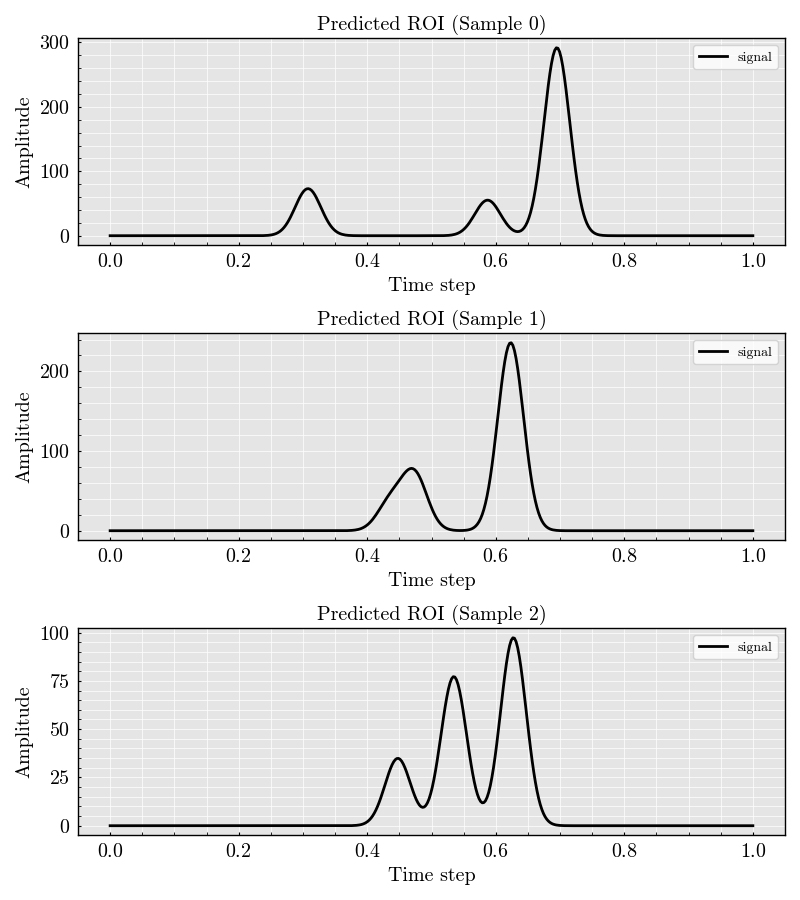 Predicted ROI (Sample 0)
signal
Amplitude
300
200
100
0
0.0 0.2 0.4 0.6 0.8 1.0
Time step
Predicted ROI (Sample 1)
signal
Amplitude
200
100
0
0.0 0.2 0.4 0.6 0.8 1.0
Time step
Predicted ROI (Sample 2)
signal
Amplitude
100
75
50
25
0
0.0 0.2 0.4 0.6 0.8 1.0
Time step